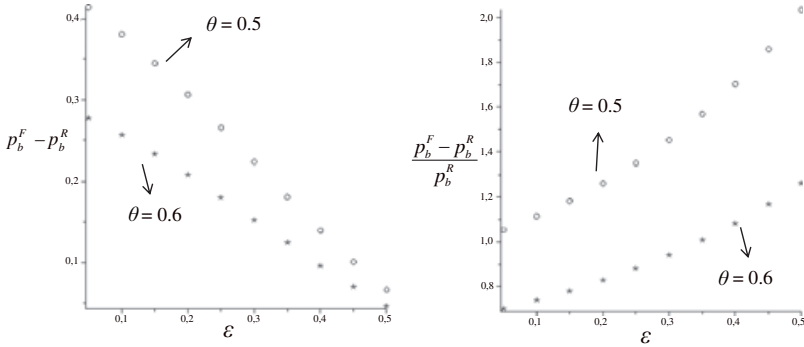 0,4
0,3
0,2
0,1
p_b^F − p_b^R
θ = 0.5
θ = 0.6
0,1 0,2 0,3 0,4 0,5
ε
2,0
1,8
1,6
1,4
1,2
1,0
0,8
(p_b^F − p_b^R) / p_b^R
θ = 0.5
θ = 0.6
0,1 0,2 0,3 0,4 0,5
ε